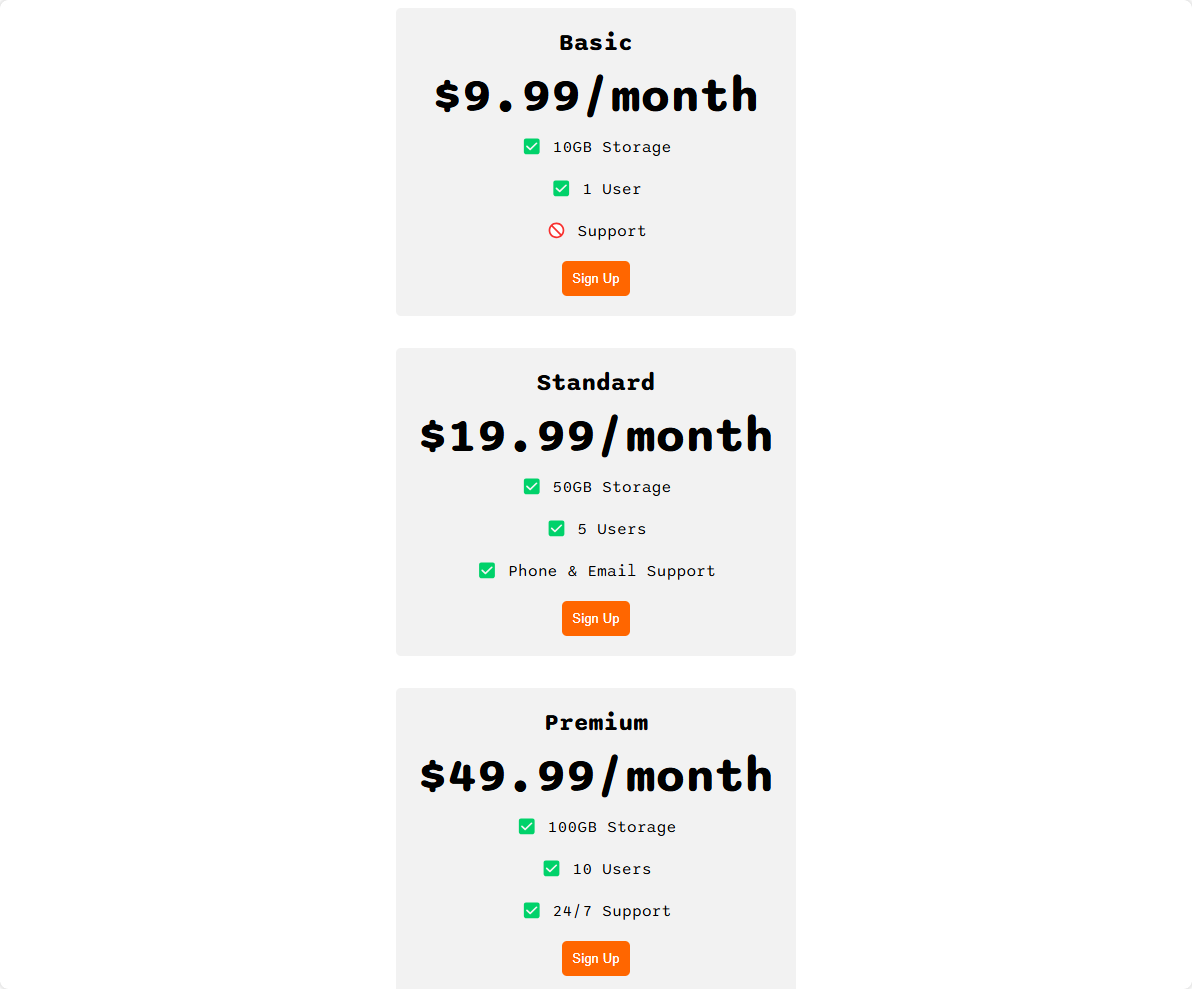 Basic
$9.99/month
10GB Storage
1 User
Support
Sign Up
Standard
$19.99/month
50GB Storage
5 Users
Phone & Email Support
Sign Up
Premium
$49.99/month
100GB Storage
10 Users
24/7 Support
Sign Up